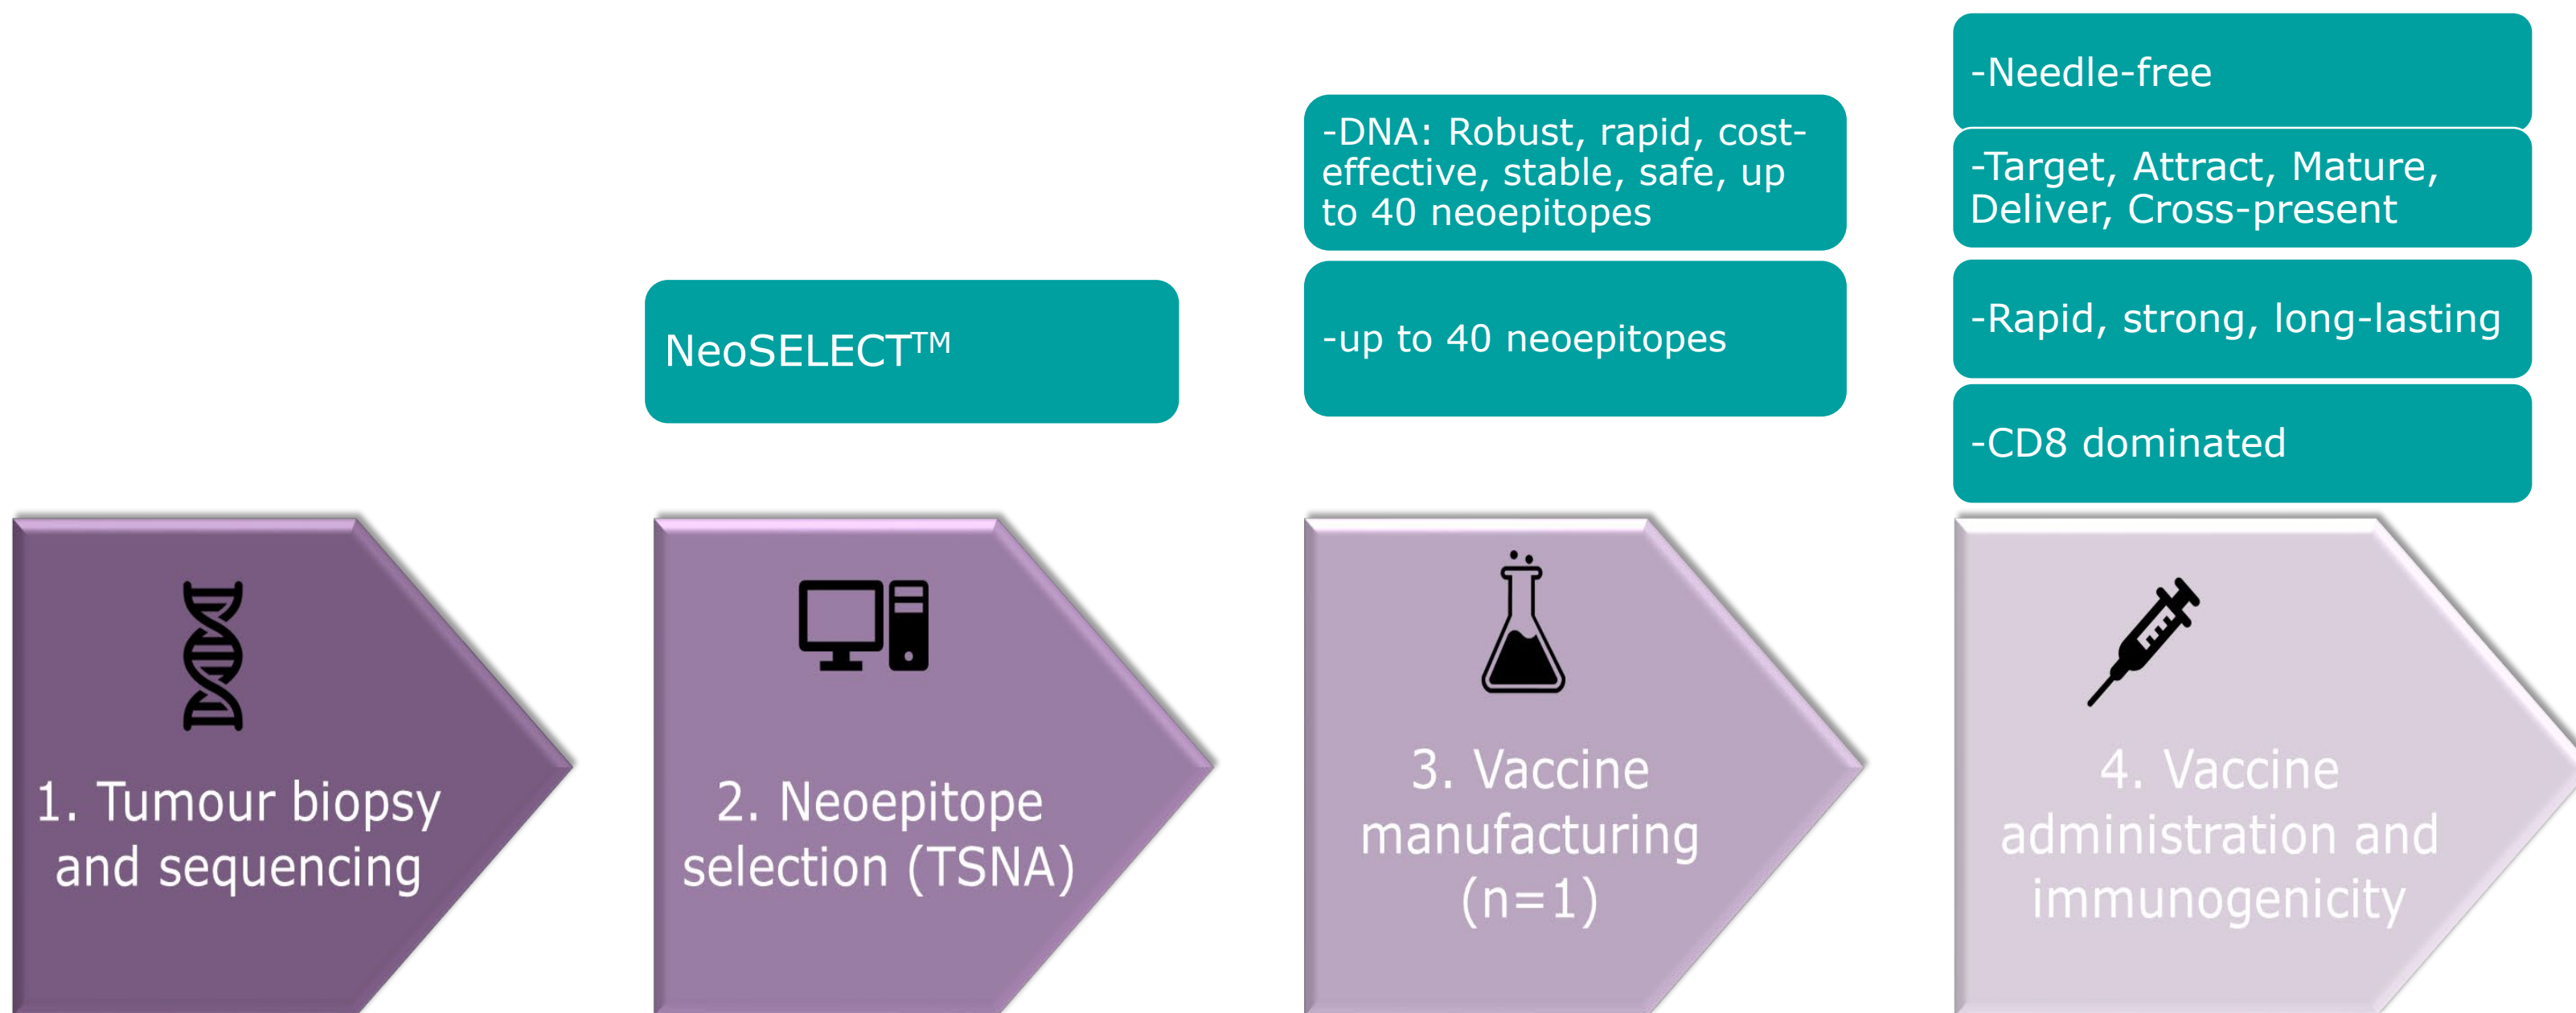 NeoSELECT™
-DNA: Robust, rapid, cost-
effective, stable, safe, up
to 40 neoepitopes
-up to 40 neoepitopes
-Needle-free
-Target, Attract, Mature,
Deliver, Cross-present
-Rapid, strong, long-lasting
-CD8 dominated
1. Tumour biopsy
and sequencing
2. Neoepitope
selection (TSNA)
3. Vaccine
manufacturing
(n=1)
4. Vaccine
administration and
immunogenicity